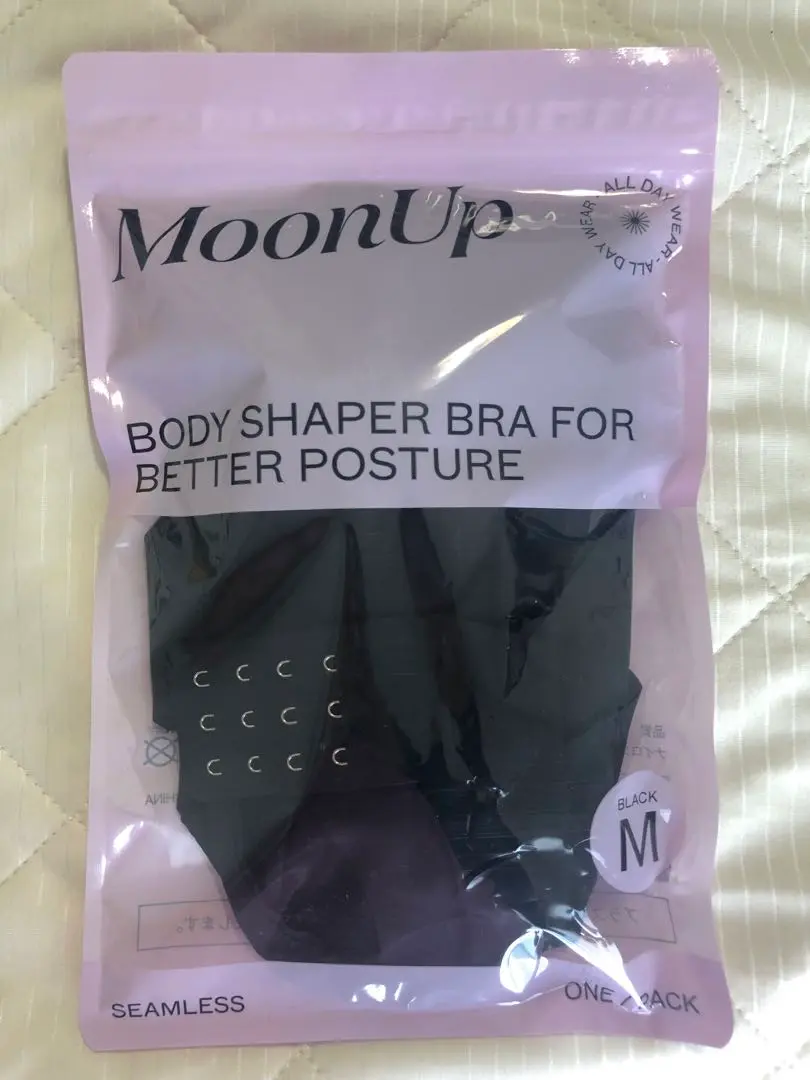 MoonUp
ALL DAY WEAR - ALL DAY WEAR
BODY SHAPER BRA FOR
BETTER POSTURE
BLACK
M
SEAMLESS
ONE / PACK